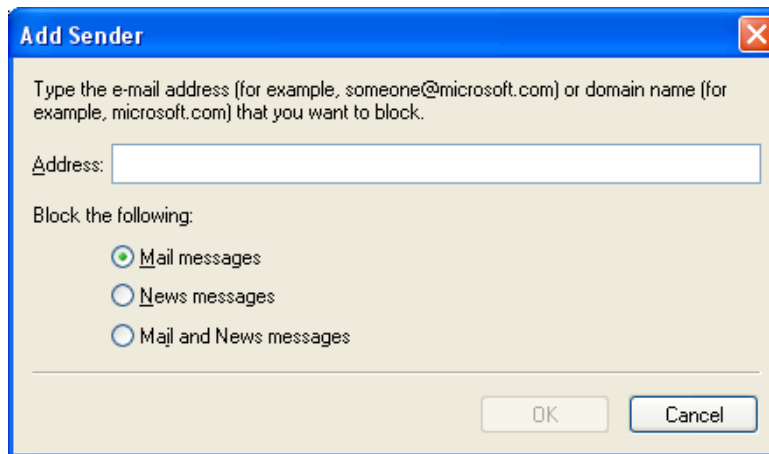 Add Sender
Type the e-mail address (for example, someone@microsoft.com) or domain name (for
example, microsoft.com) that you want to block.
Address:
Block the following:
Mail messages
News messages
Mail and News messages
OK Cancel